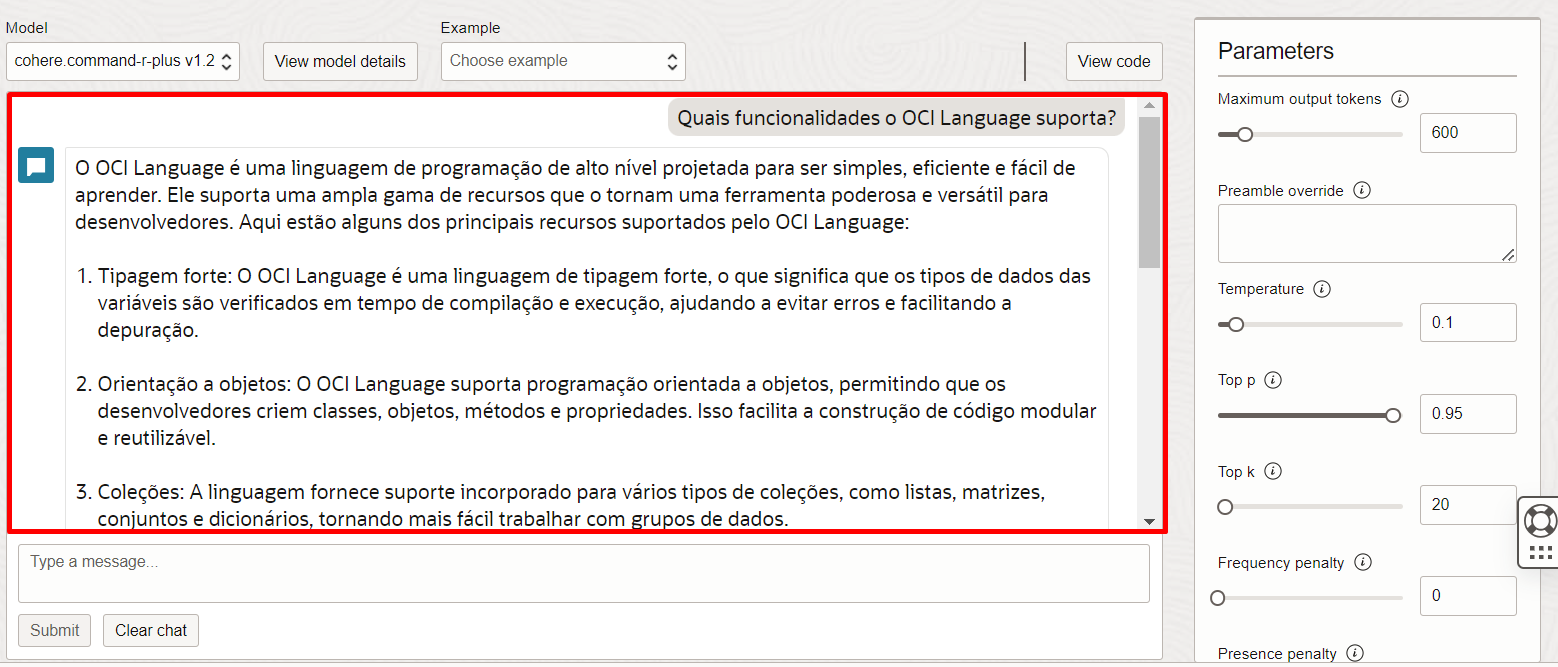 Model
cohere.command-r-plus v1.2
View model details
Example
Choose example
View code
Quais funcionalidades o OCI Language suporta?
O OCI Language é uma linguagem de programação de alto nível projetada para ser simples, eficiente e fácil de
aprender. Ele suporta uma ampla gama de recursos que o tornam uma ferramenta poderosa e versátil para
desenvolvedores. Aqui estão alguns dos principais recursos suportados pelo OCI Language:
1. Tipagem forte: O OCI Language é uma linguagem de tipagem forte, o que significa que os tipos de dados das
variáveis são verificados em tempo de compilação e execução, ajudando a evitar erros e facilitando a
depuração.
2. Orientação a objetos: O OCI Language suporta programação orientada a objetos, permitindo que os
desenvolvedores criem classes, objetos, métodos e propriedades. Isso facilita a construção de código modular
e reutilizável.
3. Coleções: A linguagem fornece suporte incorporado para vários tipos de coleções, como listas, matrizes,
conjuntos e dicionários, tornando mais fácil trabalhar com grupos de dados.
Type a message...
Submit
Clear chat
Parameters
Maximum output tokens
600
Preamble override
Temperature
0.1
Top p
0.95
Top k
20
Frequency penalty
0
Presence penalty